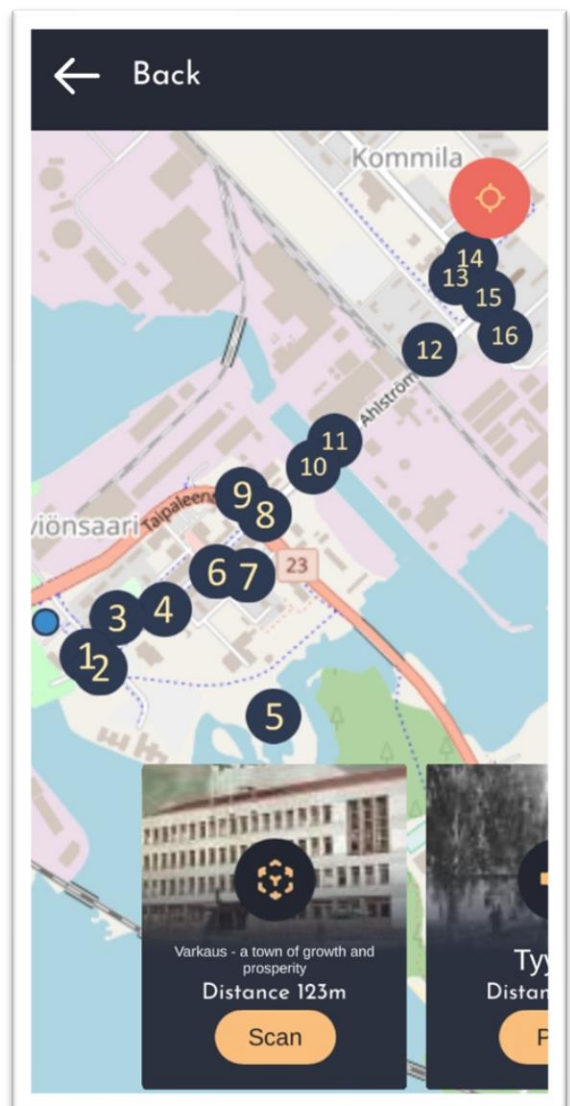 Back
Kommila
14
13
15
16
12
Ahlström
11
10
9
8
Taipaleen
viönsaari
6
7
23
3
4
1
2
5
Varkaus - a town of growth and
prosperity
Distance 123m
Scan
Tyy
Distan
P